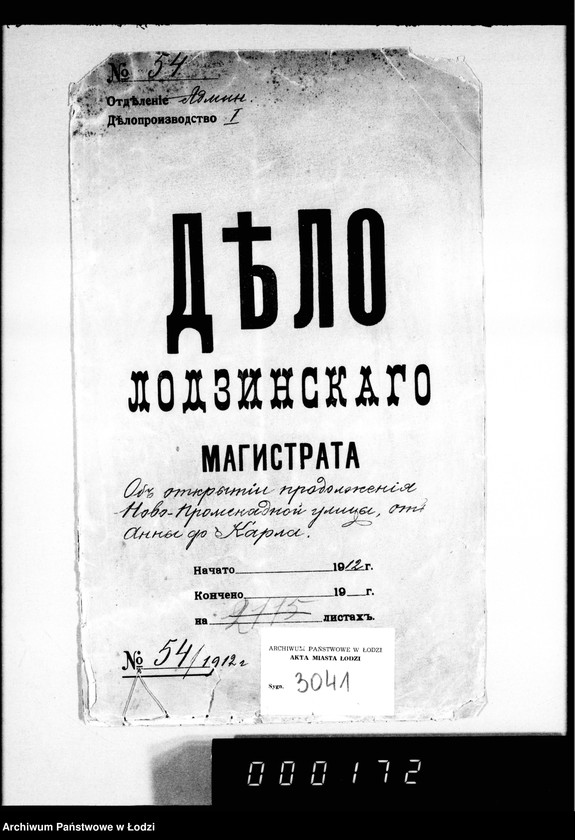 № 54
Отдѣленіе Админ.
Дѣлопроизводство I
ДѢЛО
ЛОДЗИНСКАГО
МАГИСТРАТА
Объ открытіи продолженія
Ново-Променадной улицы, отъ
Анны до Карла.
Начато 1912 г.
Кончено 19 г.
на листахъ.
№ 54/1912 г
ARCHIWUM PAŃSTWOWE W ŁODZI
AKTA MIASTA ŁODZI
Sygn. 3041
000172
Archiwum Państwowe w Łodzi